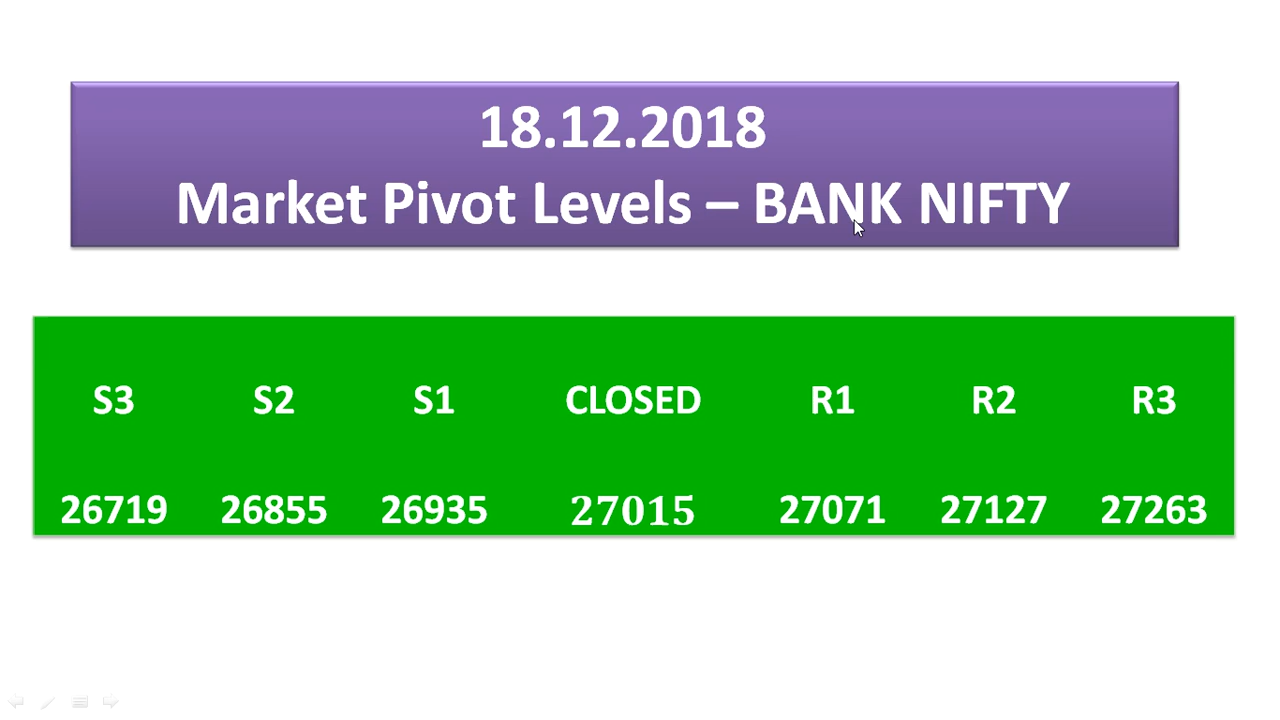 18.12.2018
Market Pivot Levels – BANK NIFTY
S3 S2 S1 CLOSED R1 R2 R3
26719 26855 26935 27015 27071 27127 27263